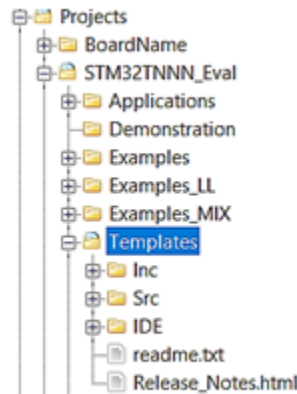 Projects
BoardName
STM32TNNN_Eval
Applications
Demonstration
Examples
Examples_LL
Examples_MIX
Templates
Inc
Src
IDE
readme.txt
Release_Notes.html